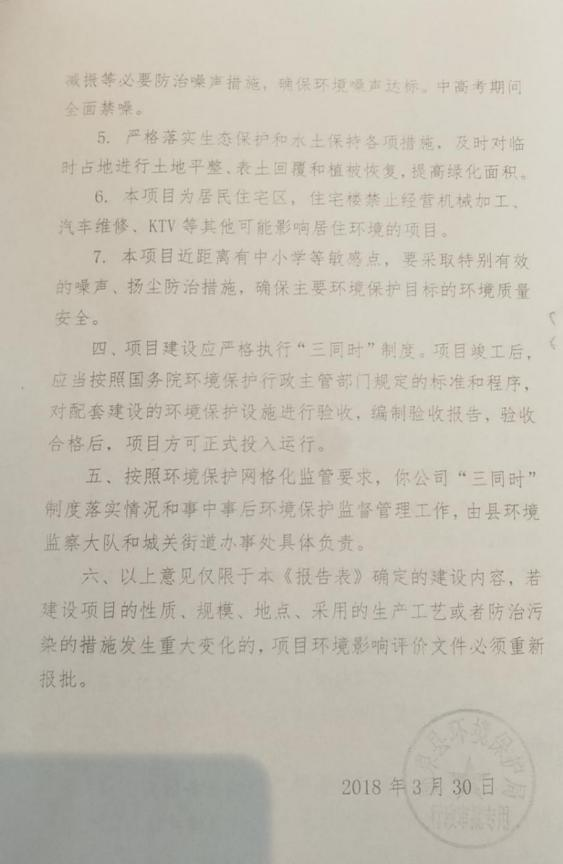 减振等必要防治噪声措施，确保环境噪声达标。中高考期间
全面禁噪。
5. 严格落实生态保护和水土保持各项措施，及时对临
时占地进行土地平整、表土回覆和植被恢复，提高绿化面积。
6. 本项目为居民住宅区，住宅楼禁止经营机械加工、
汽车维修、KTV 等其他可能影响居住环境的项目。
7. 本项目近距离有中小学等敏感点，要采取特别有效
的噪声、扬尘防治措施，确保主要环境保护目标的环境质量
安全。
四、项目建设应严格执行“三同时”制度。项目竣工后，
应当按照国务院环境保护行政主管部门规定的标准和程序，
对配套建设的环境保护设施进行验收，编制验收报告，验收
合格后，项目方可正式投入运行。
五、按照环境保护网格化监管要求，你公司“三同时”
制度落实情况和事中事后环境保护监督管理工作，由县环境
监察大队和城关街道办事处具体负责。
六、以上意见仅限于本《报告表》确定的建设内容，若
建设项目的性质、规模、地点、采用的生产工艺或者防治污
染的措施发生重大变化的，项目环境影响评价文件必须重新
报批。
县环境保护局
2018 年 3 月 30 日
行政审批专用